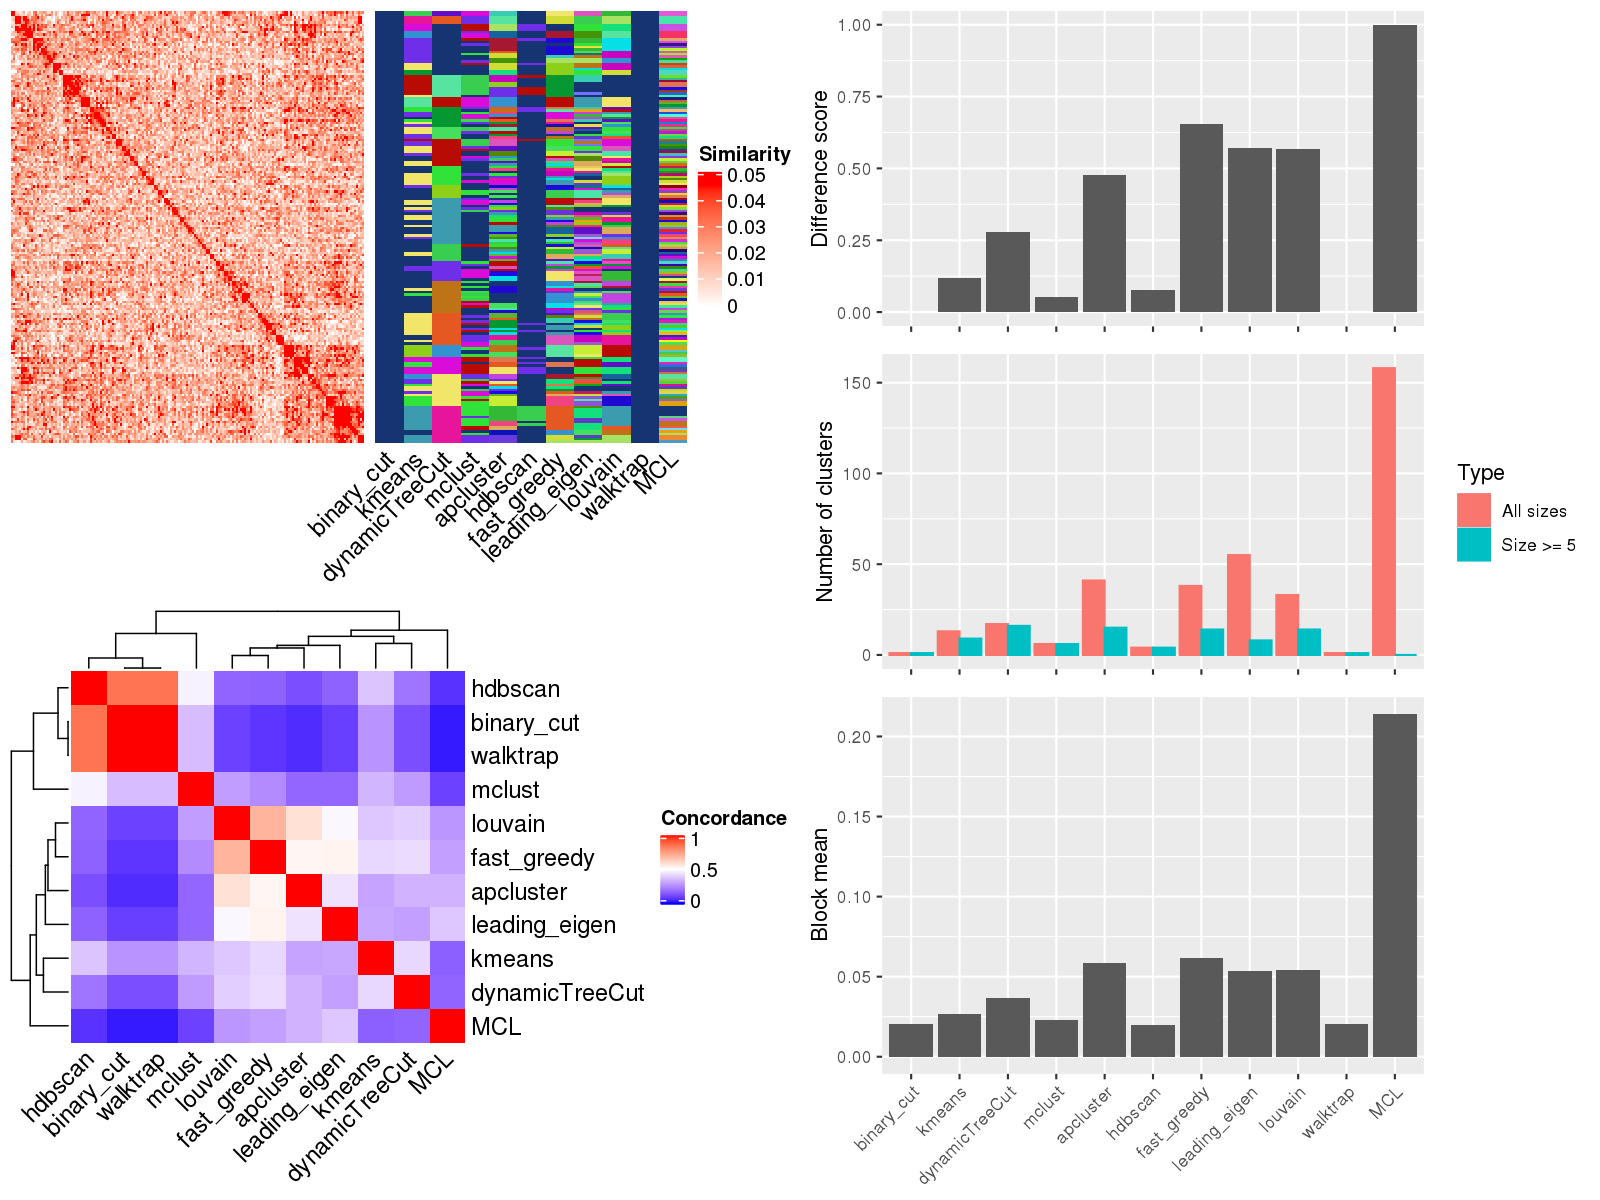 Similarity
0.05
0.04
0.03
0.02
0.01
0
binary_cut
kmeans
dynamicTreeCut
mclust
apcluster
hdbscan
fast_greedy
leading_eigen
louvain
walktrap
MCL
Difference score
1.00
0.75
0.50
0.25
0.00
Number of clusters
150
100
50
0
Type
All sizes
Size >= 5
hdbscan
binary_cut
walktrap
mclust
louvain
fast_greedy
apcluster
leading_eigen
kmeans
dynamicTreeCut
MCL
hdbscan
binary_cut
walktrap
mclust
louvain
fast_greedy
apcluster
leading_eigen
kmeans
dynamicTreeCut
MCL
Concordance
1
0.5
0
Block mean
0.20
0.15
0.10
0.05
0.00
binary_cut
kmeans
dynamicTreeCut
mclust
apcluster
hdbscan
fast_greedy
leading_eigen
louvain
walktrap
MCL